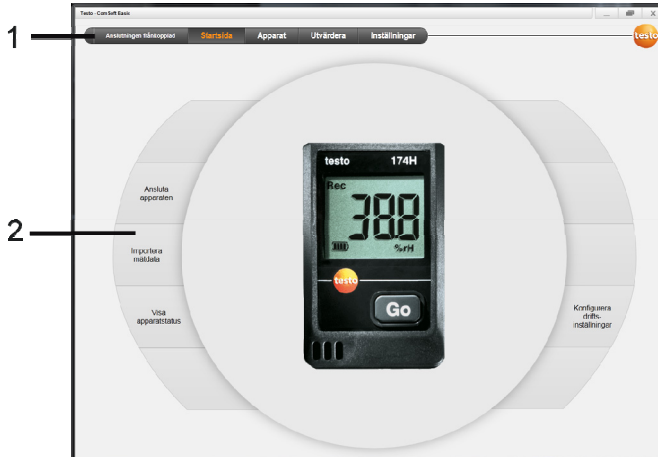 Testo - ComSoft Basic
1
Anslutningen frånkopplad Startsida Apparat Utvärdera Inställningar
testo
testo 174H
Rec
38.8
%rH
testo
Go
Ansluta
apparaten
2
Importera
mätdata
Visa
apparatstatus
Konfigurera
drifts-
inställningar